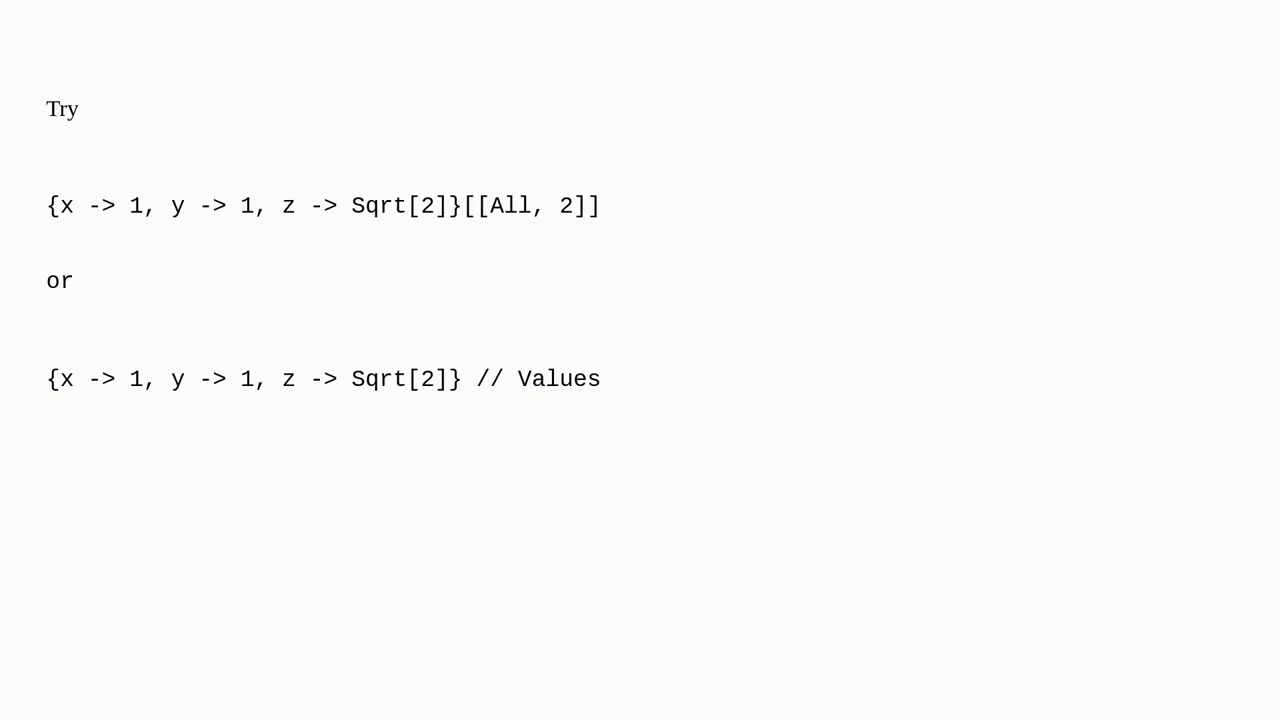 Try
{x -> 1, y -> 1, z -> Sqrt[2]}[[All, 2]]
or
{x -> 1, y -> 1, z -> Sqrt[2]} // Values